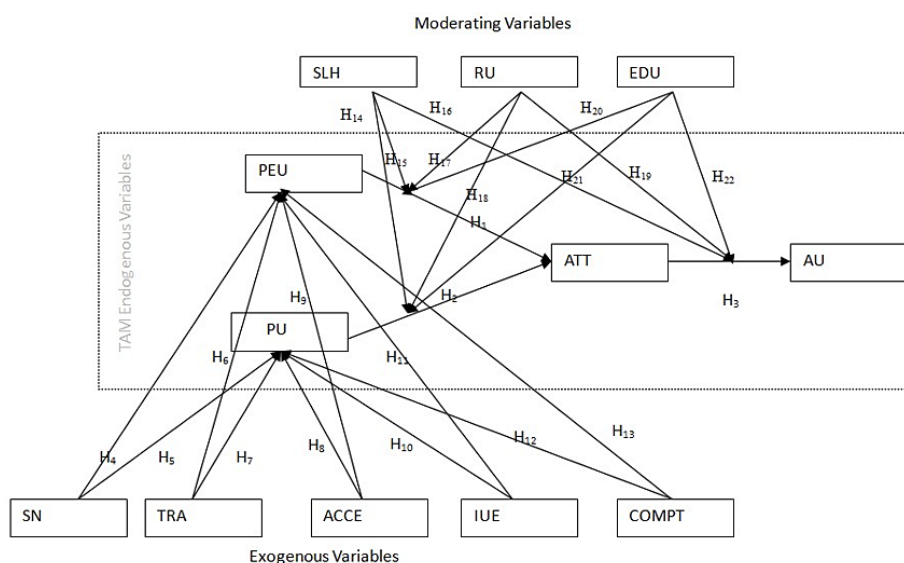 Moderating Variables
SLH RU EDU
H14 H16 H20
TAM Endogenous Variables
PEU H15 H17 H21 H19 H22
H18
H1
ATT AU
H9 H2 H3
PU
H6 H11
H4 H5 H7 H8 H10 H12 H13
SN TRA ACCE IUE COMPT
Exogenous Variables